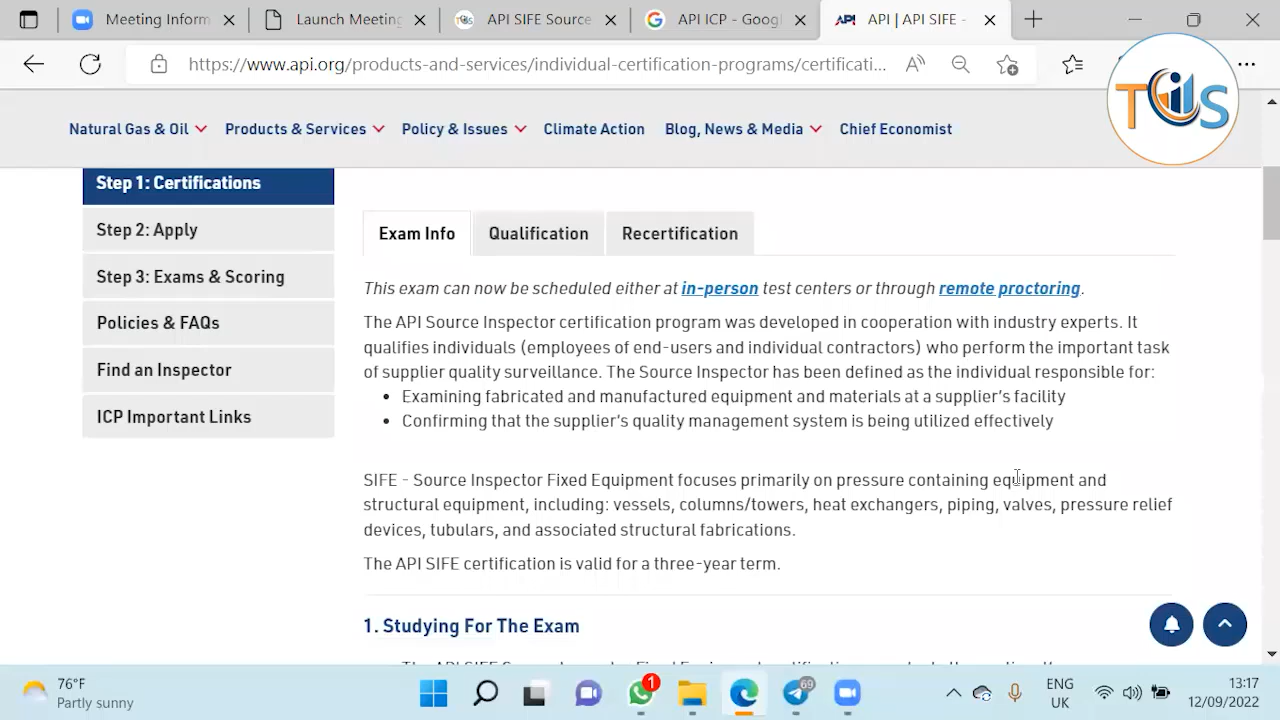 Meeting Inform
Launch Meeting
API SIFE Source
API ICP - Googl
API | API SIFE -
https://www.api.org/products-and-services/individual-certification-programs/certificati...
TCILS
Natural Gas & Oil
Products & Services
Policy & Issues
Climate Action
Blog, News & Media
Chief Economist
Step 1: Certifications
Step 2: Apply
Step 3: Exams & Scoring
Policies & FAQs
Find an Inspector
ICP Important Links
Exam Info
Qualification
Recertification
This exam can now be scheduled either at in-person test centers or through remote proctoring.
The API Source Inspector certification program was developed in cooperation with industry experts. It
qualifies individuals (employees of end-users and individual contractors) who perform the important task
of supplier quality surveillance. The Source Inspector has been defined as the individual responsible for:
• Examining fabricated and manufactured equipment and materials at a supplier's facility
• Confirming that the supplier's quality management system is being utilized effectively
SIFE - Source Inspector Fixed Equipment focuses primarily on pressure containing equipment and
structural equipment, including: vessels, columns/towers, heat exchangers, piping, valves, pressure relief
devices, tubulars, and associated structural fabrications.
The API SIFE certification is valid for a three-year term.
1. Studying For The Exam
76°F
Partly sunny
1
69
ENG
UK
13:17
12/09/2022